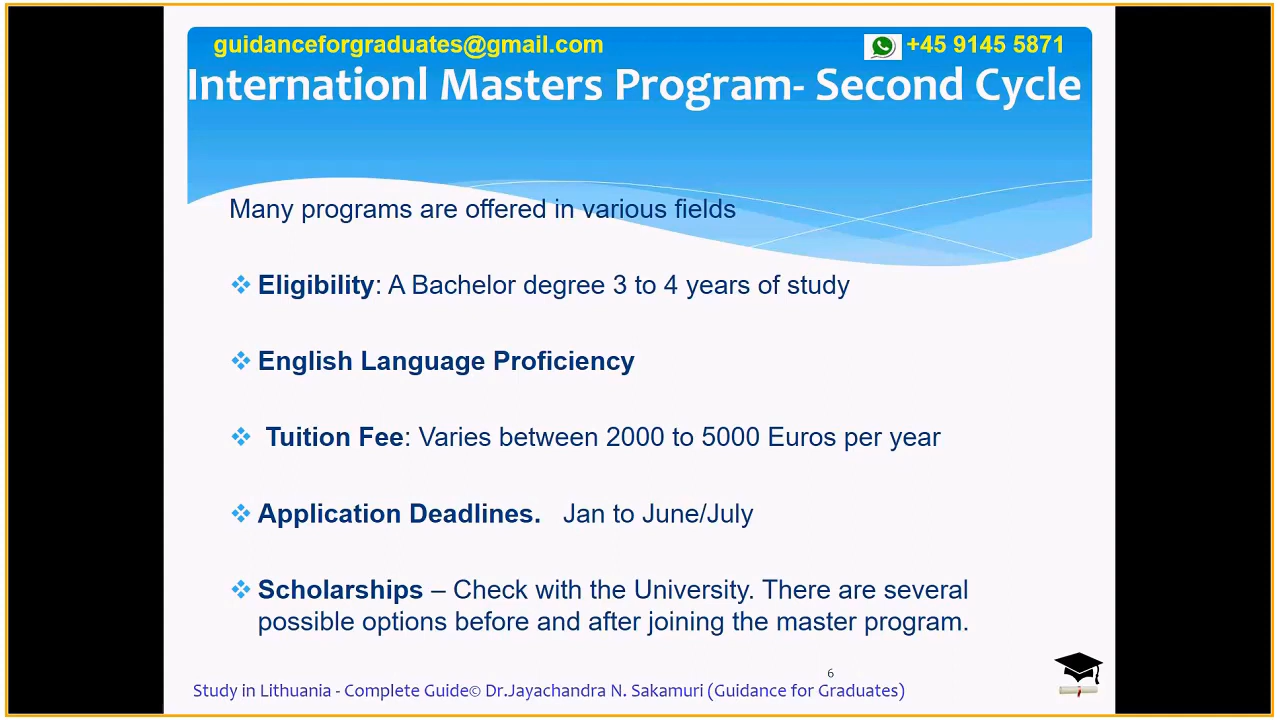 guidanceforgraduates@gmail.com
+45 9145 5871
Internationl Masters Program- Second Cycle
Many programs are offered in various fields
Eligibility: A Bachelor degree 3 to 4 years of study
English Language Proficiency
Tuition Fee: Varies between 2000 to 5000 Euros per year
Application Deadlines. Jan to June/July
Scholarships – Check with the University. There are several
possible options before and after joining the master program.
6
Study in Lithuania - Complete Guide© Dr.Jayachandra N. Sakamuri (Guidance for Graduates)